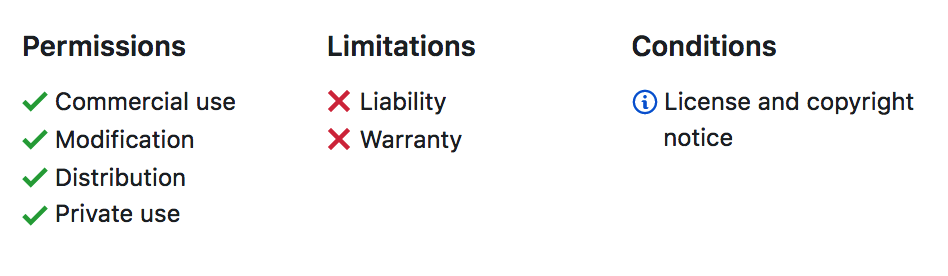 Permissions
Commercial use
Modification
Distribution
Private use
Limitations
Liability
Warranty
Conditions
License and copyright
notice